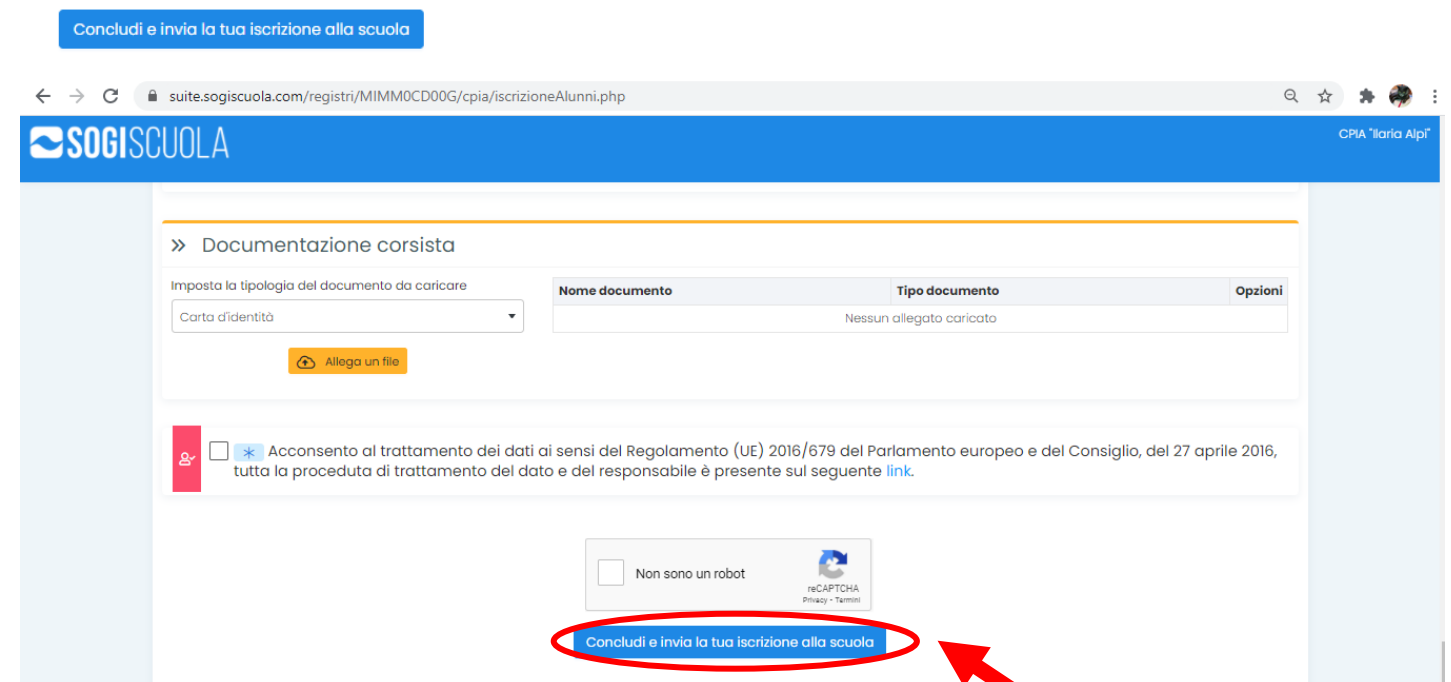 Concludi e invia la tua iscrizione alla scuola
suite.sogiscuola.com/registri/MIMM0CD00G/cpia/iscrizioneAlunni.php
SOGISCUOLA
CPIA "Ilaria Alpi"
» Documentazione corsista
Imposta la tipologia del documento da caricare
Carta d'identità
Allega un file
Nome documento Tipo documento Opzioni
Nessun allegato caricato
* Acconsento al trattamento dei dati ai sensi del Regolamento (UE) 2016/679 del Parlamento europeo e del Consiglio, del 27 aprile 2016,
tutta la proceduta di trattamento del dato e del responsabile è presente sul seguente link.
Non sono un robot
reCAPTCHA
Privacy - Termini
Concludi e invia la tua iscrizione alla scuola